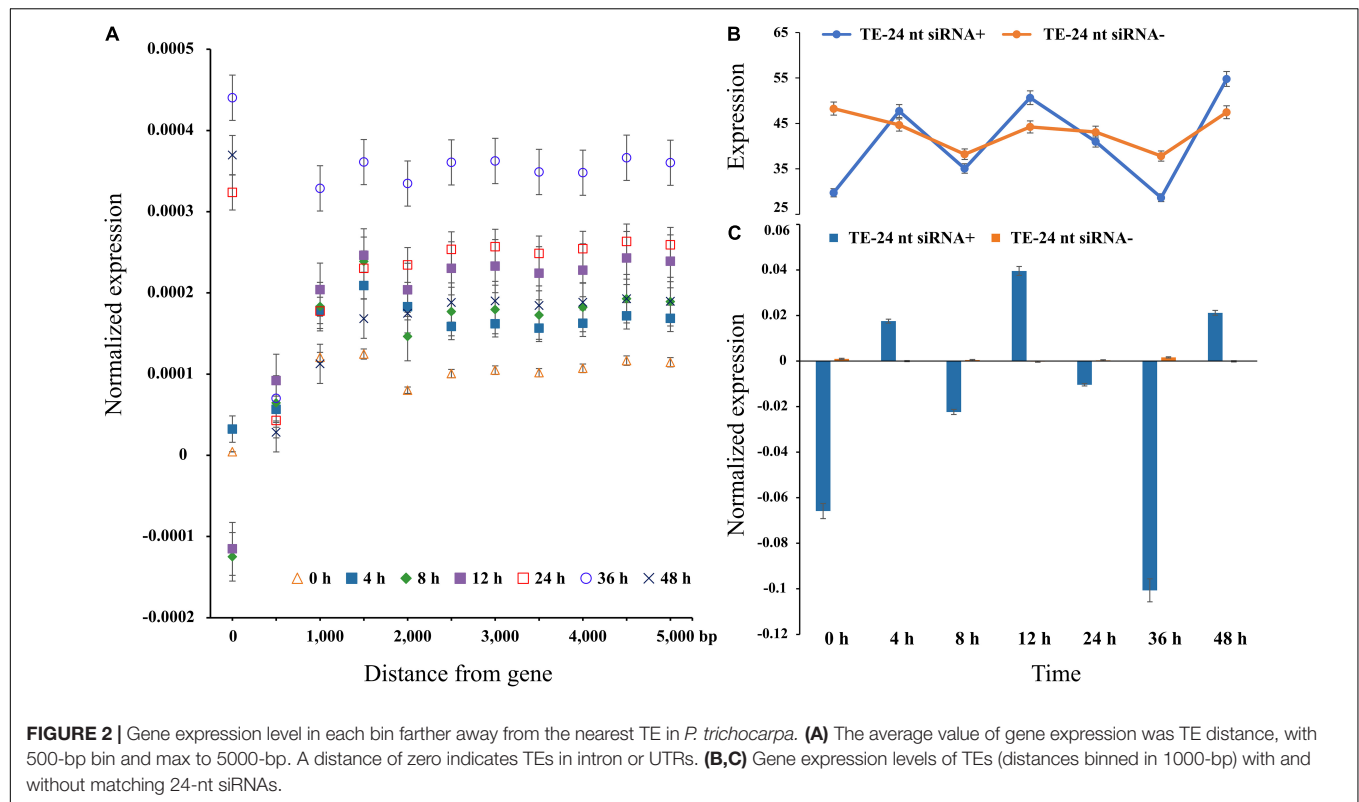 A
0.0005
0.0004
0.0003
0.0002
0.0001
0
-0.0001
-0.0002
Normalized expression
0 h 4 h 8 h 12 h 24 h 36 h 48 h
0 1,000 2,000 3,000 4,000 5,000 bp
Distance from gene
B
TE-24 nt siRNA+ TE-24 nt siRNA-
65
55
45
35
25
Expression
C
TE-24 nt siRNA+ TE-24 nt siRNA-
0.06
0.04
0.02
0
-0.02
-0.04
-0.06
-0.08
-0.1
-0.12
Normalized expression
0 h 4 h 8 h 12 h 24 h 36 h 48 h
Time
FIGURE 2 | Gene expression level in each bin farther away from the nearest TE in P. trichocarpa. (A) The average value of gene expression was TE distance, with
500-bp bin and max to 5000-bp. A distance of zero indicates TEs in intron or UTRs. (B,C) Gene expression levels of TEs (distances binned in 1000-bp) with and
without matching 24-nt siRNAs.